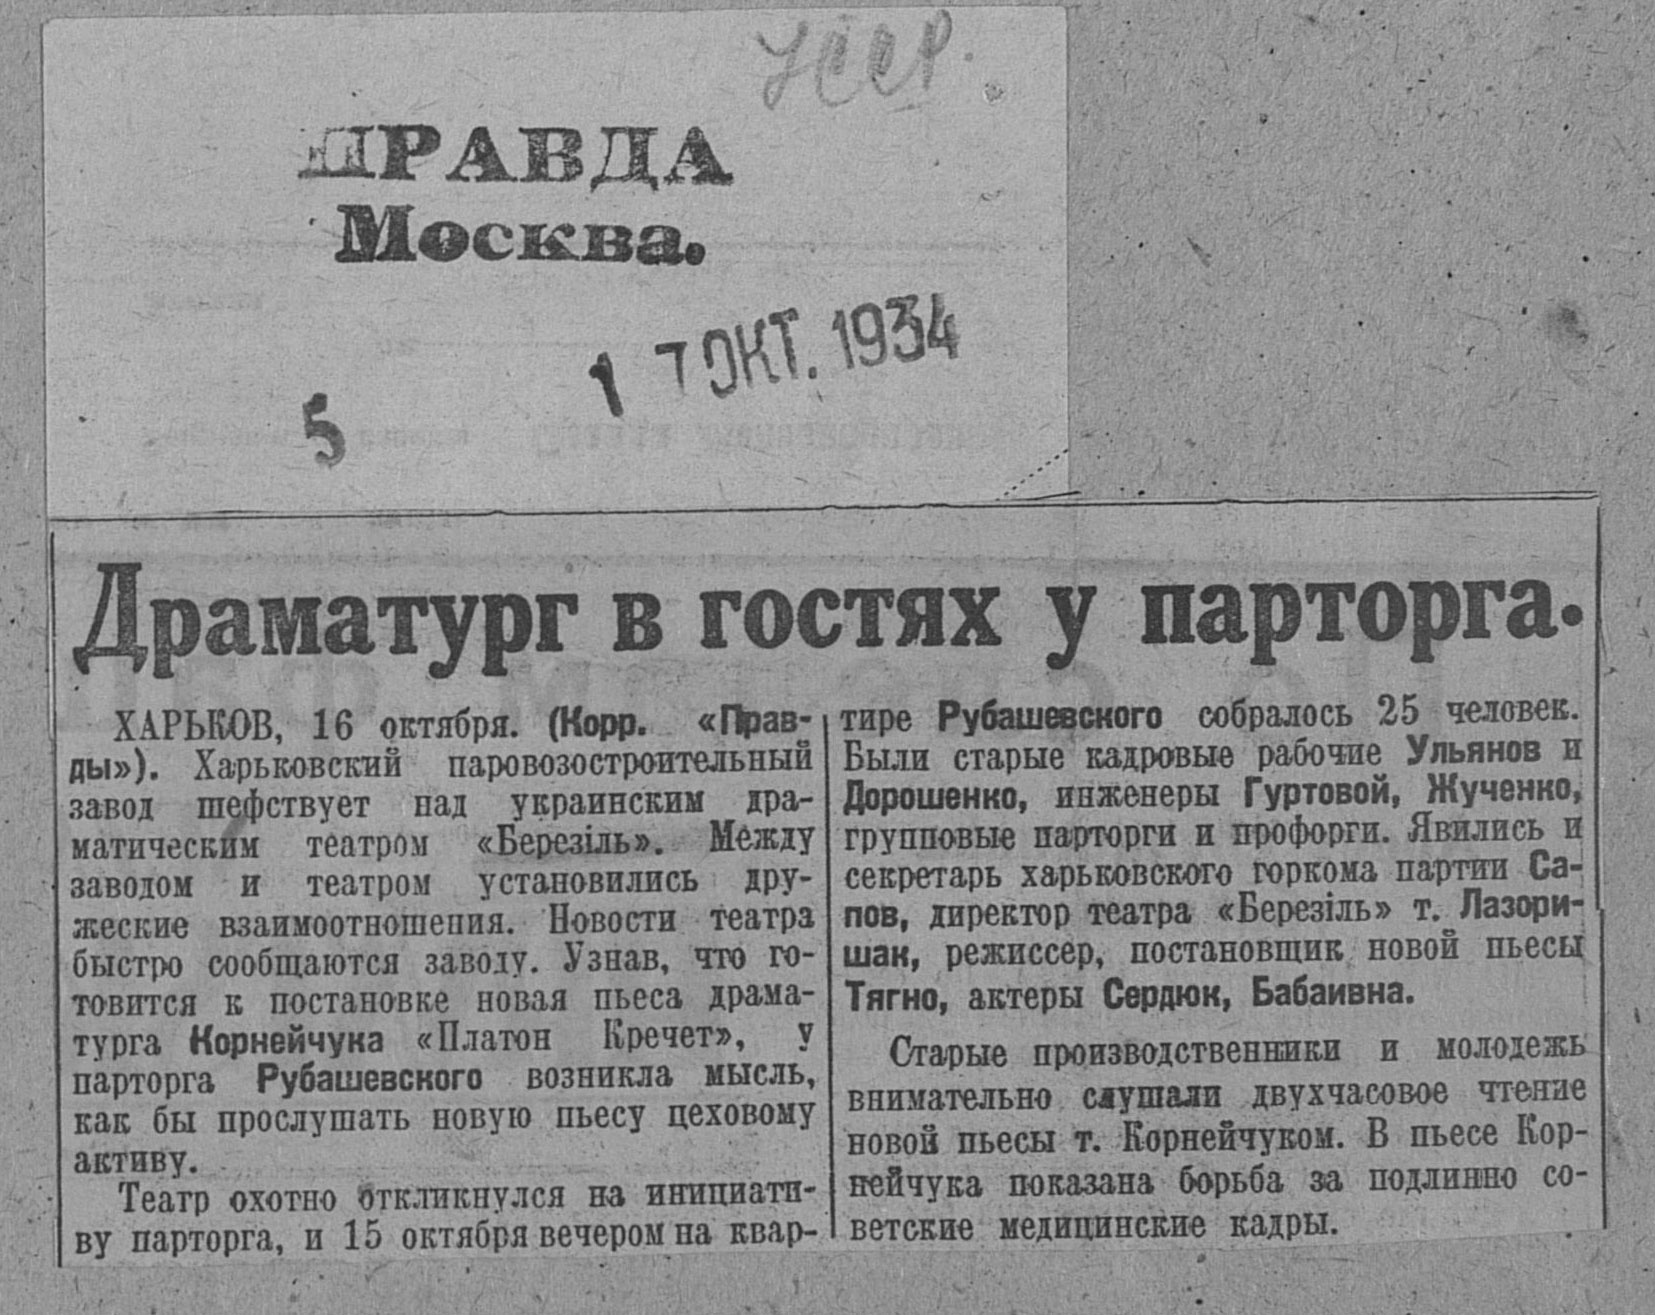 УССР.
ПРАВДА
Москва.
5
17 ОКТ. 1934
Драматург в гостях у парторга.
ХАРЬКОВ, 16 октября. (Корр. «Прав-
ды»). Харьковский паровозостроительный
завод шефствует над украинским дра-
матическим театром «Березіль». Между
заводом и театром установились дру-
жеские взаимоотношения. Новости театра
быстро сообщаются заводу. Узнав, что го-
товится к постановке новая пьеса драма-
турга Корнейчука «Платон Кречет», у
парторга Рубашевского возникла мысль,
как бы прослушать новую пьесу цеховому
активу.
Театр охотно откликнулся на инициати-
ву парторга, и 15 октября вечером на квар-
тире Рубашевского собралось 25 человек.
Были старые кадровые рабочие Ульянов и
Дорошенко, инженеры Гуртовой, Жученко,
групповые парторги и профорги. Явились и
секретарь харьковского горкома партии Са-
пов, директор театра «Березіль» т. Лазори-
шак, режиссер, постановщик новой пьесы
Тягно, актеры Сердюк, Бабаивна.
Старые производственники и молодежь
внимательно слушали двухчасовое чтение
новой пьесы т. Корнейчуком. В пьесе Кор-
нейчука показана борьба за подлинно со-
ветские медицинские кадры.